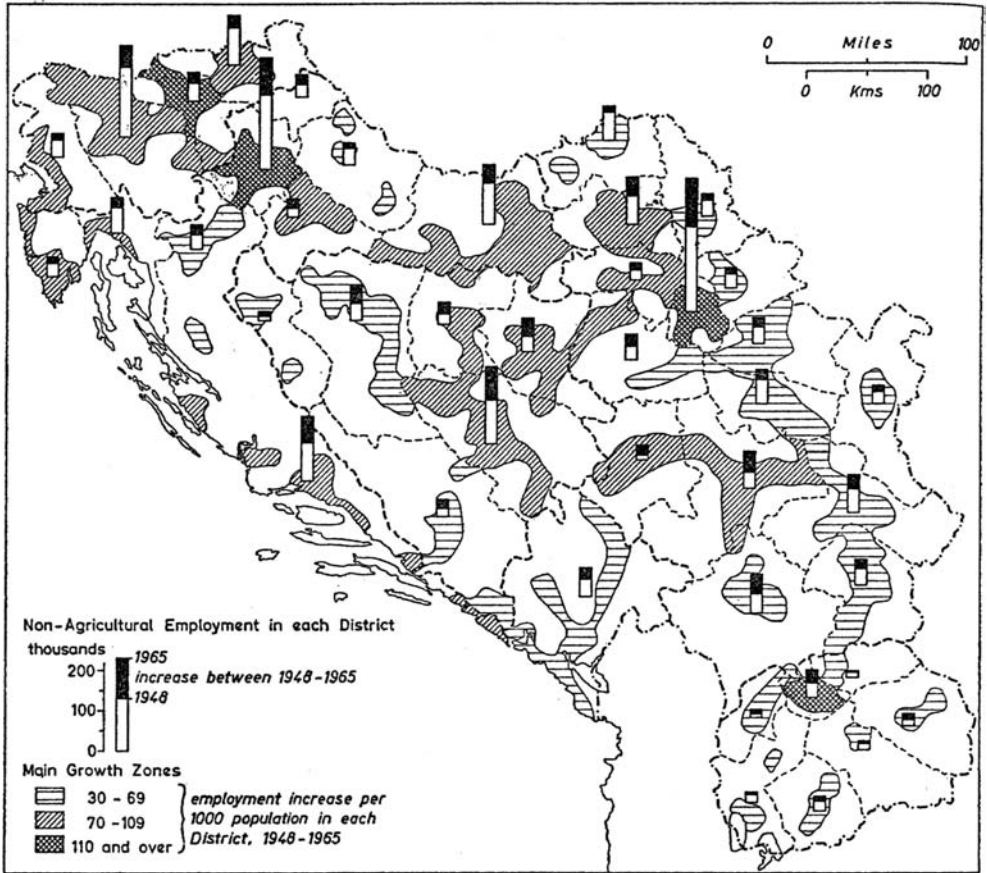 0 Miles 100
0 Kms 100
Non-Agricultural Employment in each District
thousands
200
100
0
1965
increase between 1948-1965
1948
Main Growth Zones
30 - 69
70 - 109
110 and over
employment increase per
1000 population in each
District, 1948-1965